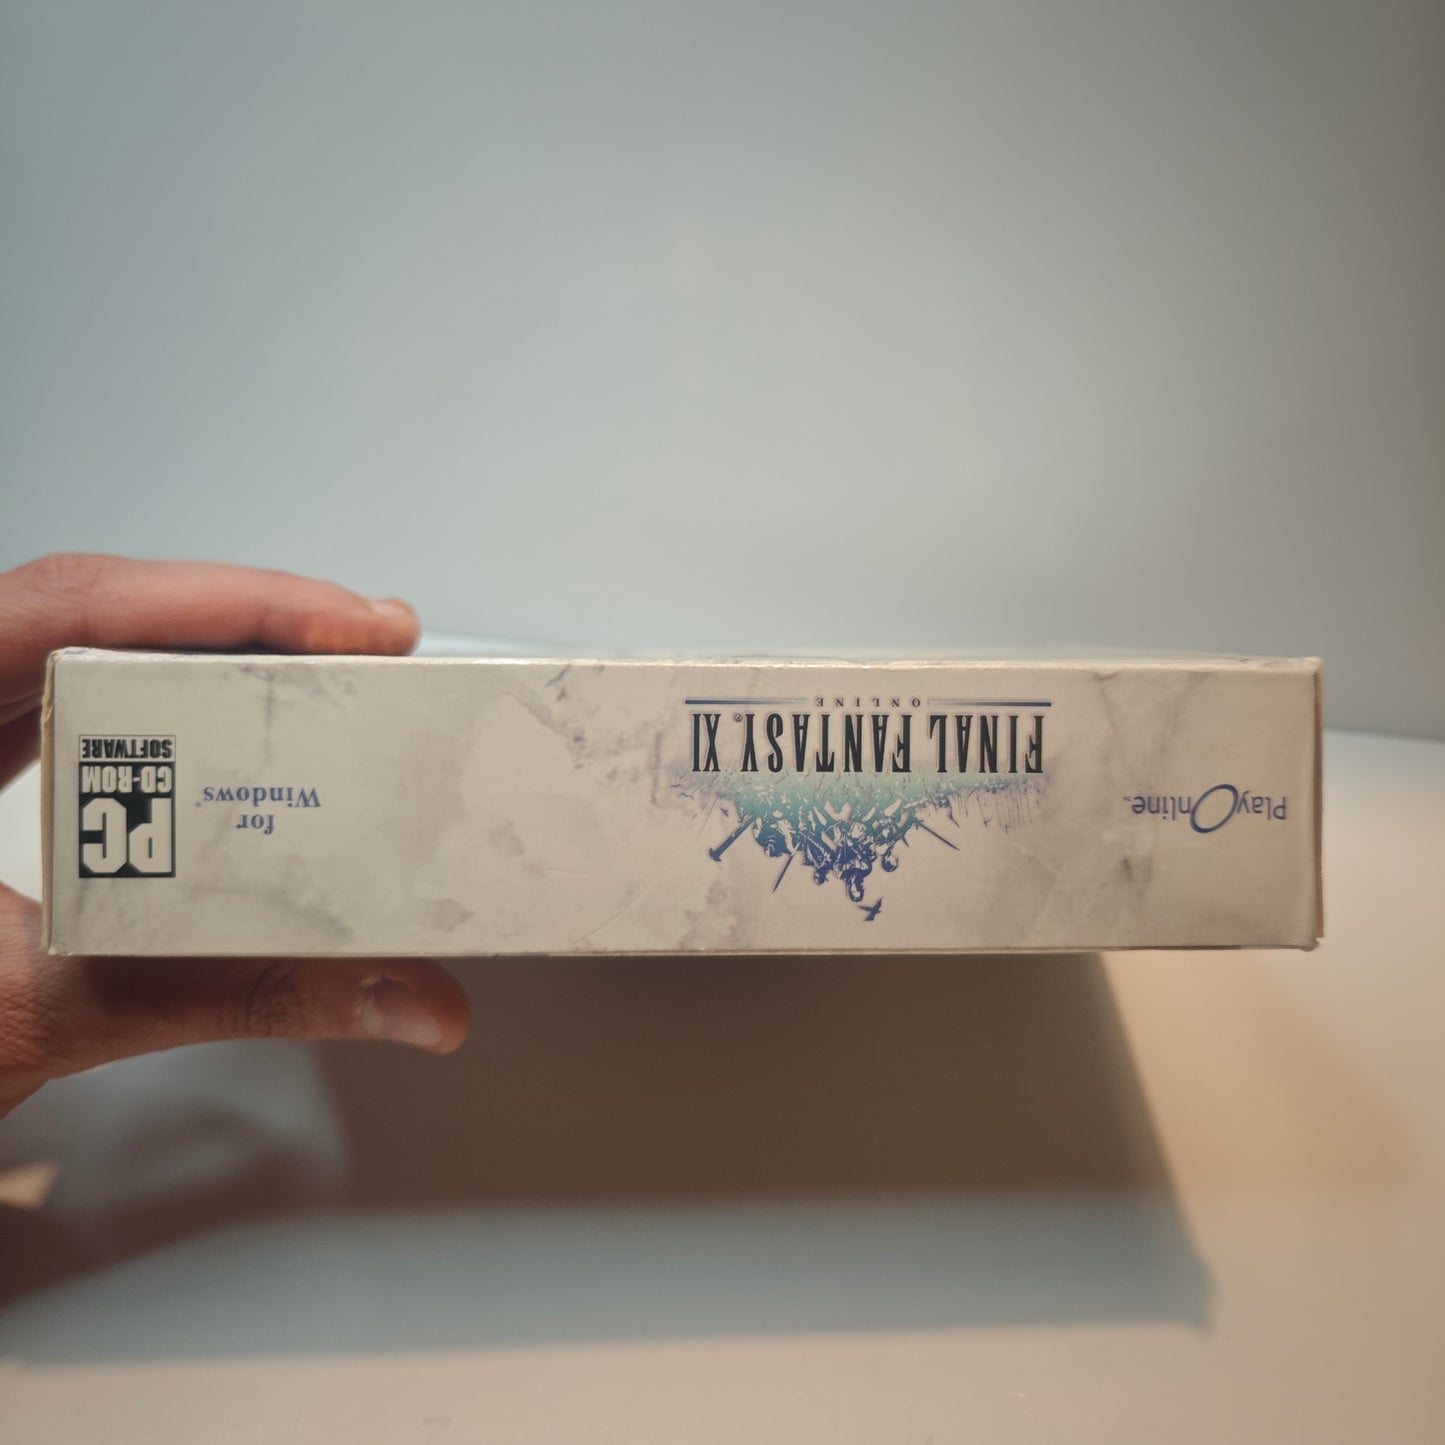 PlayOnline™
FINAL FANTASY® XI
ONLINE
for
Windows®
PC
CD-ROM
SOFTWARE